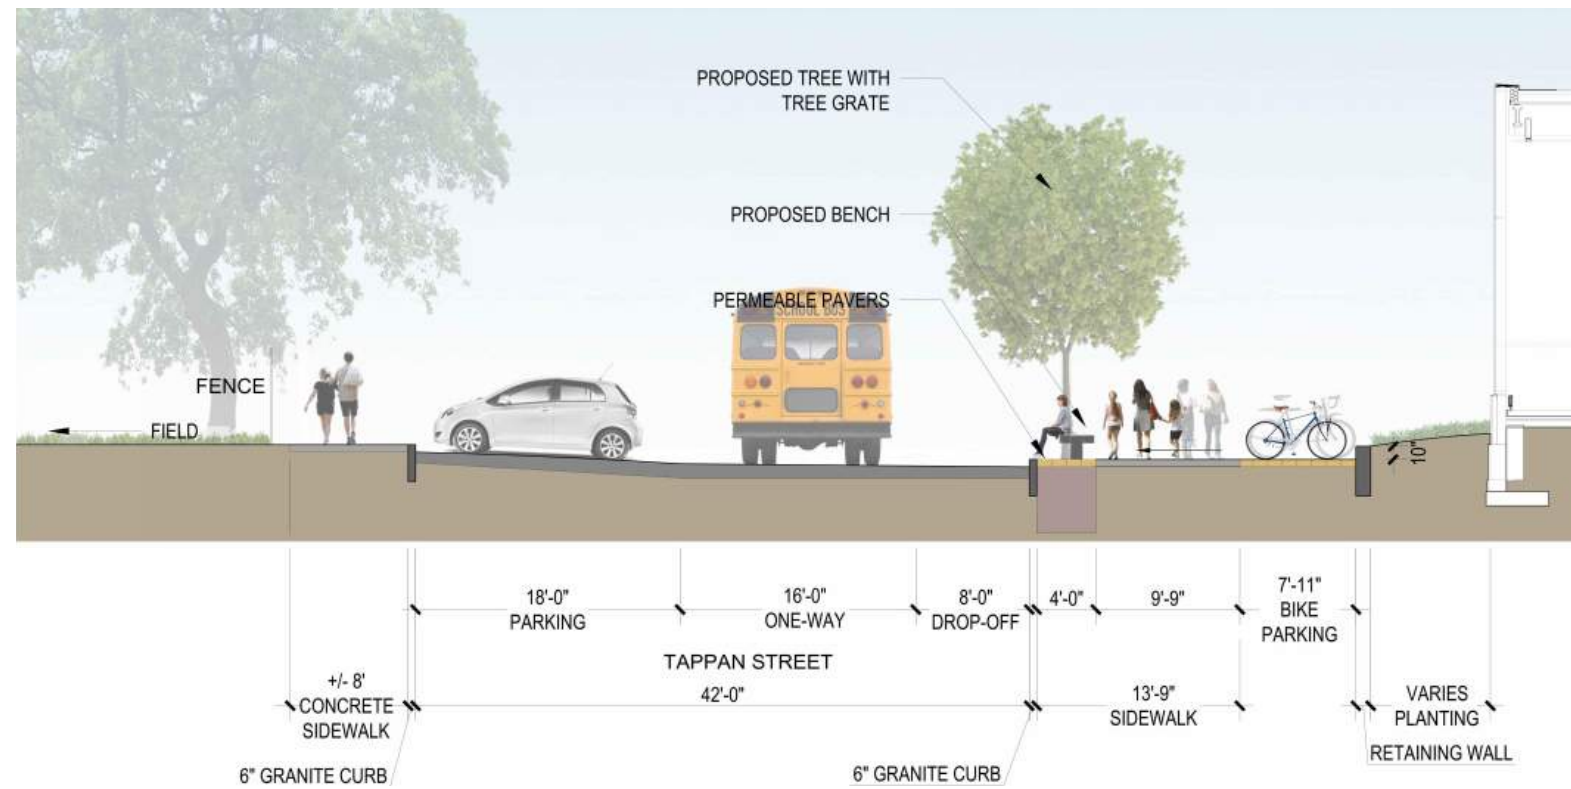 PROPOSED TREE WITH
TREE GRATE
PROPOSED BENCH
PERMEABLE PAVERS
SCHOOL BUS
FENCE
FIELD
10"
18'-0"
PARKING
16'-0"
ONE-WAY
8'-0"
DROP-OFF
4'-0"
9'-9"
7'-11"
BIKE
PARKING
TAPPAN STREET
42'-0"
+/- 8'
CONCRETE
SIDEWALK
13'-9"
SIDEWALK
VARIES
PLANTING
6" GRANITE CURB
6" GRANITE CURB
RETAINING WALL